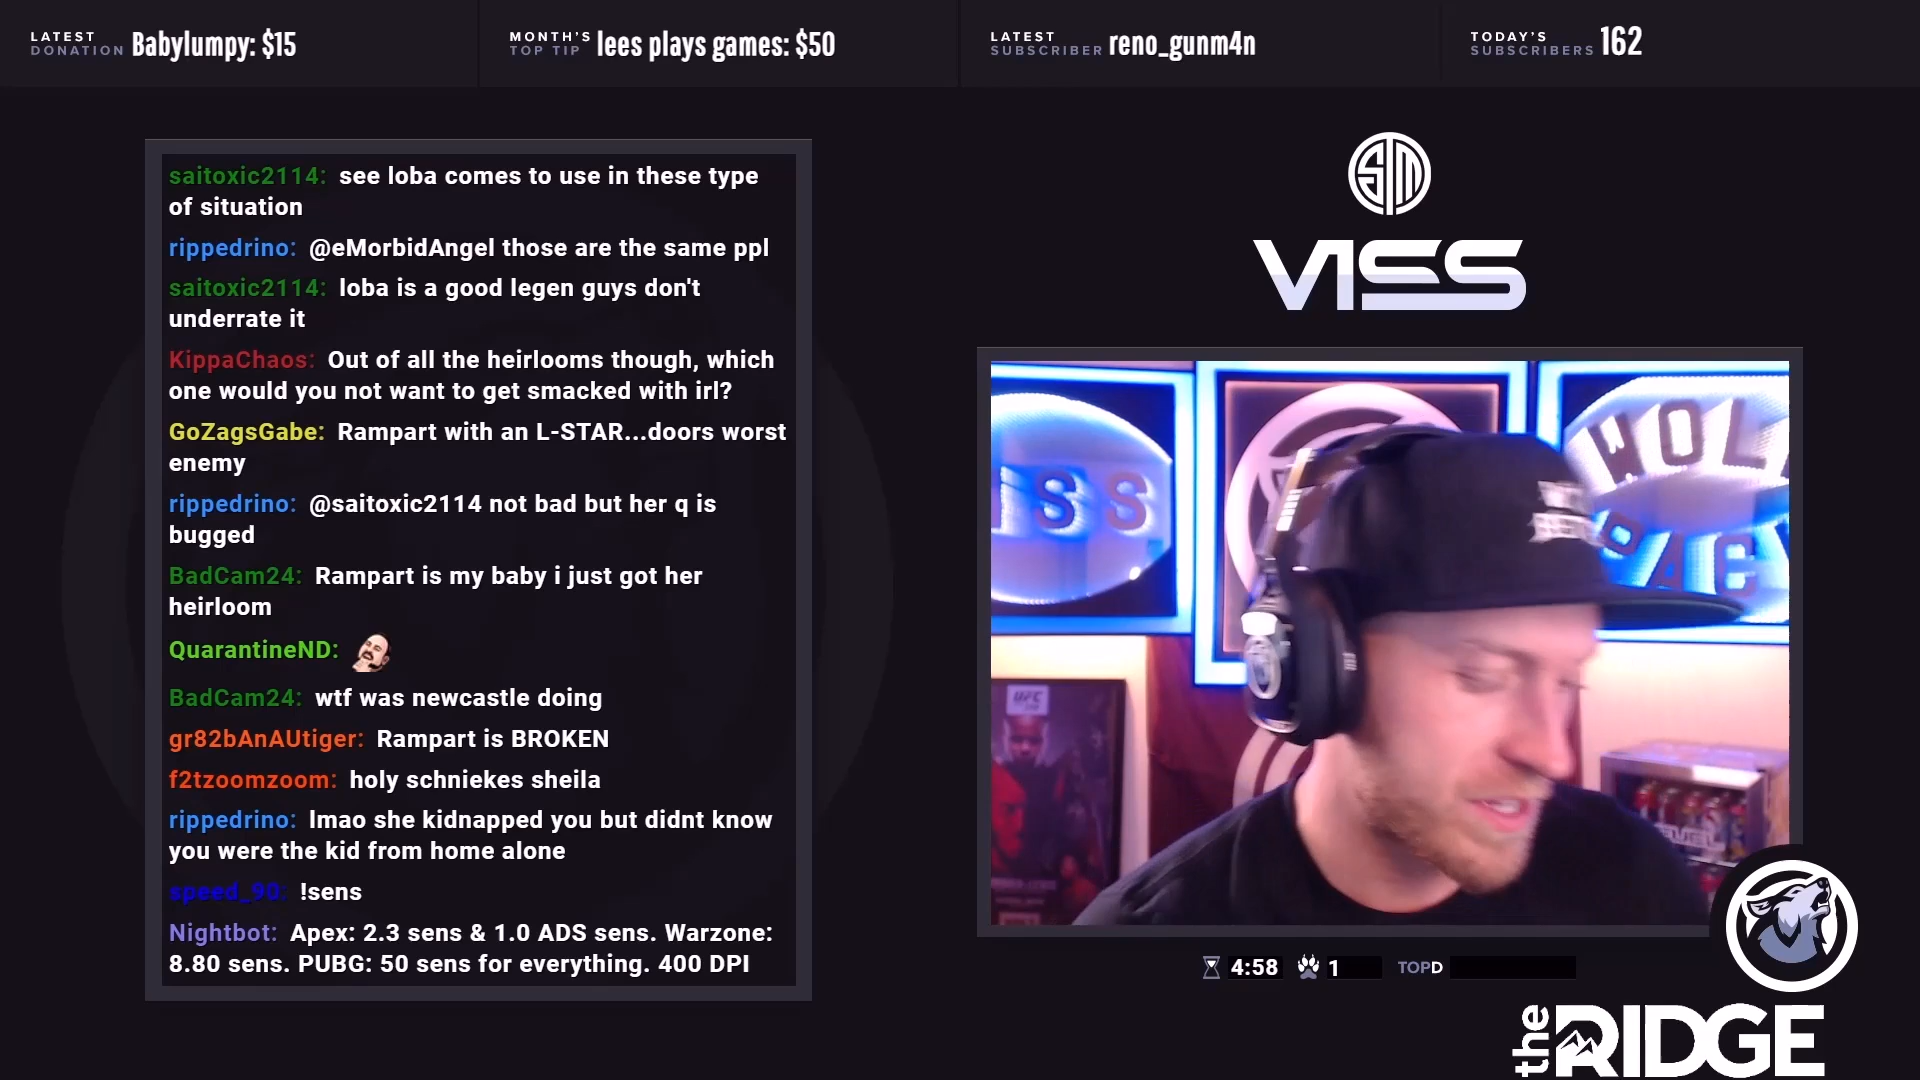 LATEST
DONATION Babylumpy: $15
MONTH'S
TOP TIP lees plays games: $50
LATEST
SUBSCRIBER reno_gunm4n
TODAY'S
SUBSCRIBERS 162
saitoxic2114: see loba comes to use in these type
of situation
rippedrino: @eMorbidAngel those are the same ppl
saitoxic2114: loba is a good legen guys don't
underrate it
KippaChaos: Out of all the heirlooms though, which
one would you not want to get smacked with irl?
GoZagsGabe: Rampart with an L-STAR...doors worst
enemy
rippedrino: @saitoxic2114 not bad but her q is
bugged
BadCam24: Rampart is my baby i just got her
heirloom
QuarantineND:
BadCam24: wtf was newcastle doing
gr82bAnAUtiger: Rampart is BROKEN
f2tzoomzoom: holy schniekes sheila
rippedrino: lmao she kidnapped you but didnt know
you were the kid from home alone
speed_90: !sens
Nightbot: Apex: 2.3 sens & 1.0 ADS sens. Warzone:
8.80 sens. PUBG: 50 sens for everything. 400 DPI
TSM
VISS
ISS
WOL
PAC
UFC
4:58
1
TOPD
the RIDGE